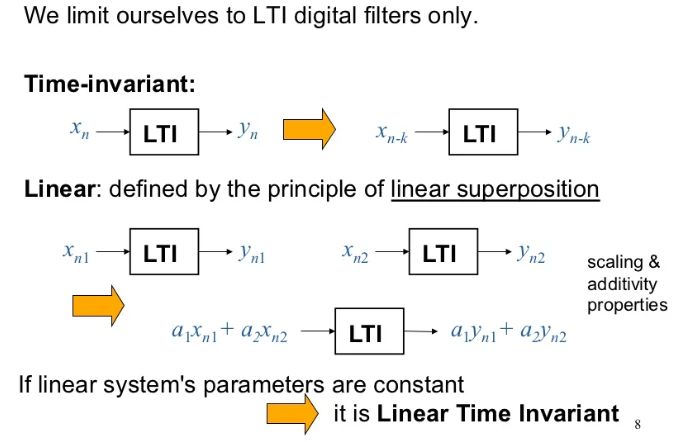 We limit ourselves to LTI digital filters only.
Time-invariant:
xn LTI yn xn-k LTI yn-k
Linear: defined by the principle of linear superposition
xn1 LTI yn1 xn2 LTI yn2
scaling &
additivity
properties
a1xn1+ a2xn2 LTI a1yn1+ a2yn2
If linear system's parameters are constant
it is Linear Time Invariant
8